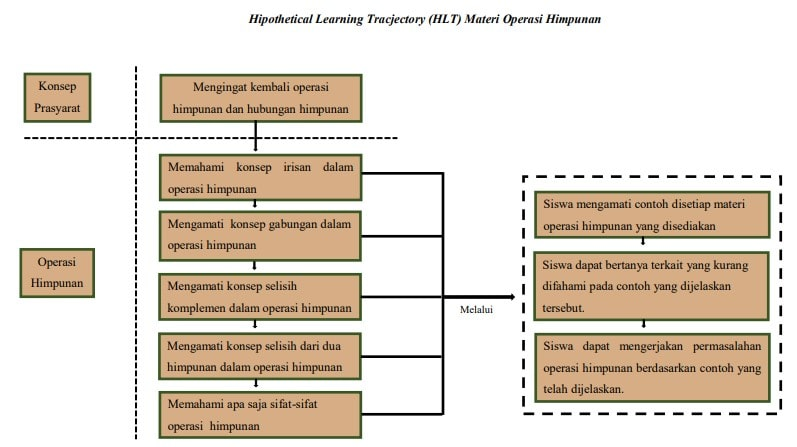 Hipothetical Learning Tracjectory (HLT) Materi Operasi Himpunan
Konsep
Prasyarat
Mengingat kembali operasi
himpunan dan hubungan himpunan
Operasi
Himpunan
Memahami konsep irisan dalam
operasi himpunan
Mengamati konsep gabungan dalam
operasi himpunan
Mengamati konsep selisih
komplemen dalam operasi himpunan
Mengamati konsep selisih dari dua
himpunan dalam operasi himpunan
Memahami apa saja sifat-sifat
operasi himpunan
Melalui
Siswa mengamati contoh disetiap materi
operasi himpunan yang disediakan
Siswa dapat bertanya terkait yang kurang
difahami pada contoh yang dijelaskan
tersebut.
Siswa dapat mengerjakan permasalahan
operasi himpunan berdasarkan contoh yang
telah dijelaskan.